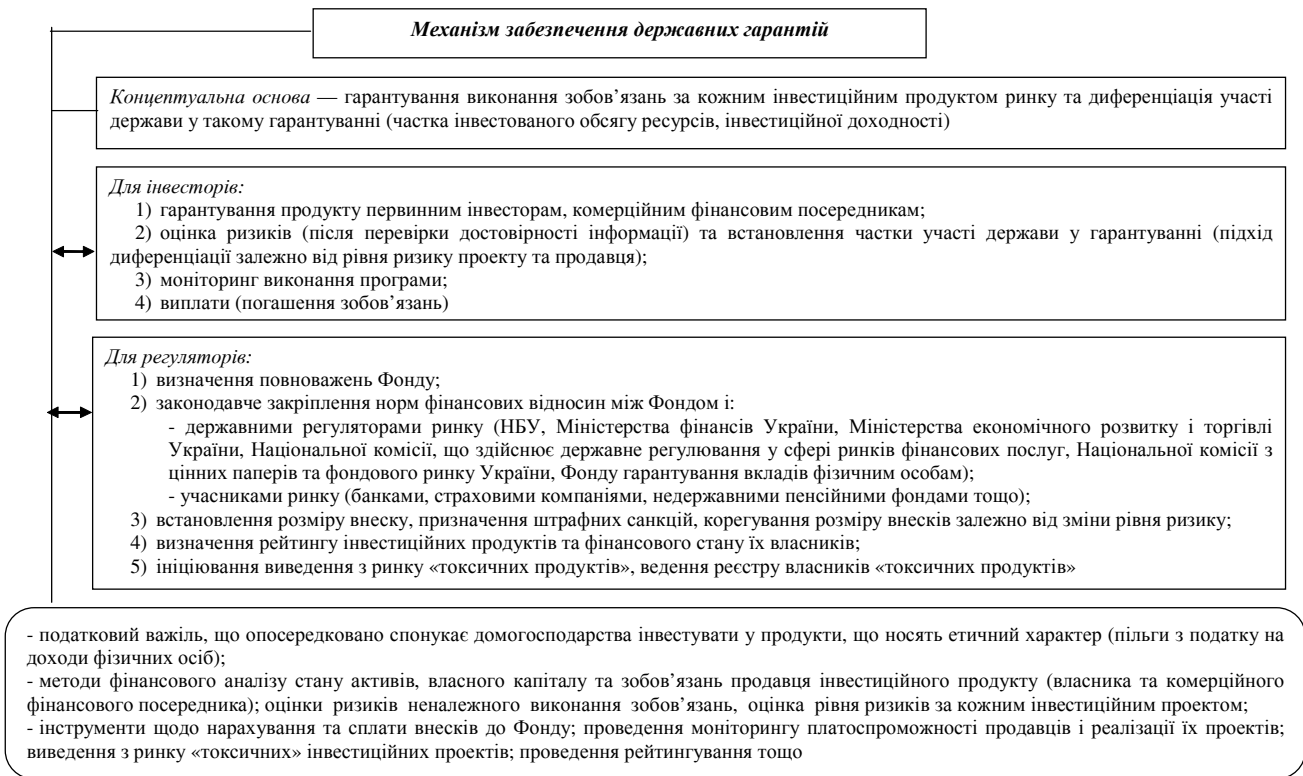 Механізм забезпечення державних гарантій
Концептуальна основа — гарантування виконання зобов’язань за кожним інвестиційним продуктом ринку та диференціація участі
держави у такому гарантуванні (частка інвестованого обсягу ресурсів, інвестиційної доходності)
Для інвесторів:
1) гарантування продукту первинним інвесторам, комерційним фінансовим посередникам;
2) оцінка ризиків (після перевірки достовірності інформації) та встановлення частки участі держави у гарантуванні (підхід
диференціації залежно від рівня ризику проекту та продавця);
3) моніторинг виконання програми;
4) виплати (погашення зобов’язань)
Для регуляторів:
1) визначення повноважень Фонду;
2) законодавче закріплення норм фінансових відносин між Фондом і:
- державними регуляторами ринку (НБУ, Міністерства фінансів України, Міністерства економічного розвитку і торгівлі
України, Національної комісії, що здійснює державне регулювання у сфері ринків фінансових послуг, Національної комісії з
цінних паперів та фондового ринку України, Фонду гарантування вкладів фізичним особам);
- учасниками ринку (банками, страховими компаніями, недержавними пенсійними фондами тощо);
3) встановлення розміру внеску, призначення штрафних санкцій, корегування розміру внесків залежно від зміни рівня ризику;
4) визначення рейтингу інвестиційних продуктів та фінансового стану їх власників;
5) ініціювання виведення з ринку «токсичних продуктів», ведення реєстру власників «токсичних продуктів»
- податковий важіль, що опосередковано спонукає домогосподарства інвестувати у продукти, що носять етичний характер (пільги з податку на
доходи фізичних осіб);
- методи фінансового аналізу стану активів, власного капіталу та зобов’язань продавця інвестиційного продукту (власника та комерційного
фінансового посередника); оцінки ризиків неналежного виконання зобов’язань, оцінка рівня ризиків за кожним інвестиційним проектом;
- інструменти щодо нарахування та сплати внесків до Фонду; проведення моніторингу платоспроможності продавців і реалізації їх проектів;
виведення з ринку «токсичних» інвестиційних проектів; проведення рейтингування тощо